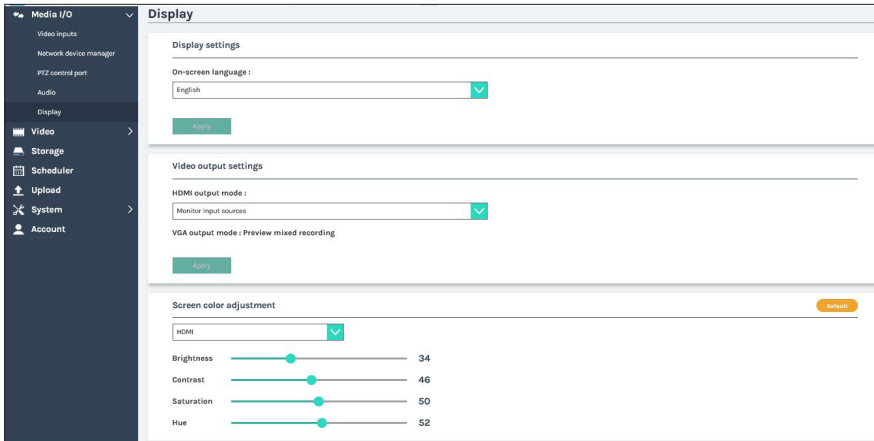 Media I/O
Video inputs
Network device manager
PTZ control port
Audio
Display
Video
Storage
Scheduler
Upload
System
Account
Display
Display settings
On-screen language :
English
Apply
Video output settings
HDMI output mode :
Monitor input sources
VGA output mode : Preview mixed recording
Apply
Screen color adjustment
Default
HDMI
Brightness 34
Contrast 46
Saturation 50
Hue 52